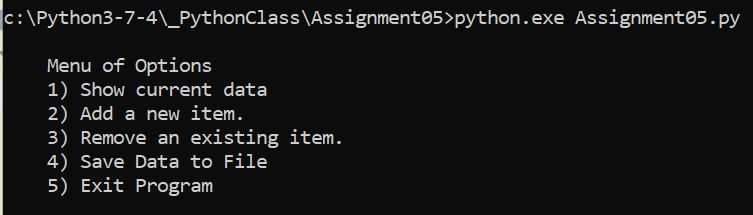 c:\Python3-7-4\_PythonClass\Assignment05>python.exe Assignment05.py
Menu of Options
1) Show current data
2) Add a new item.
3) Remove an existing item.
4) Save Data to File
5) Exit Program